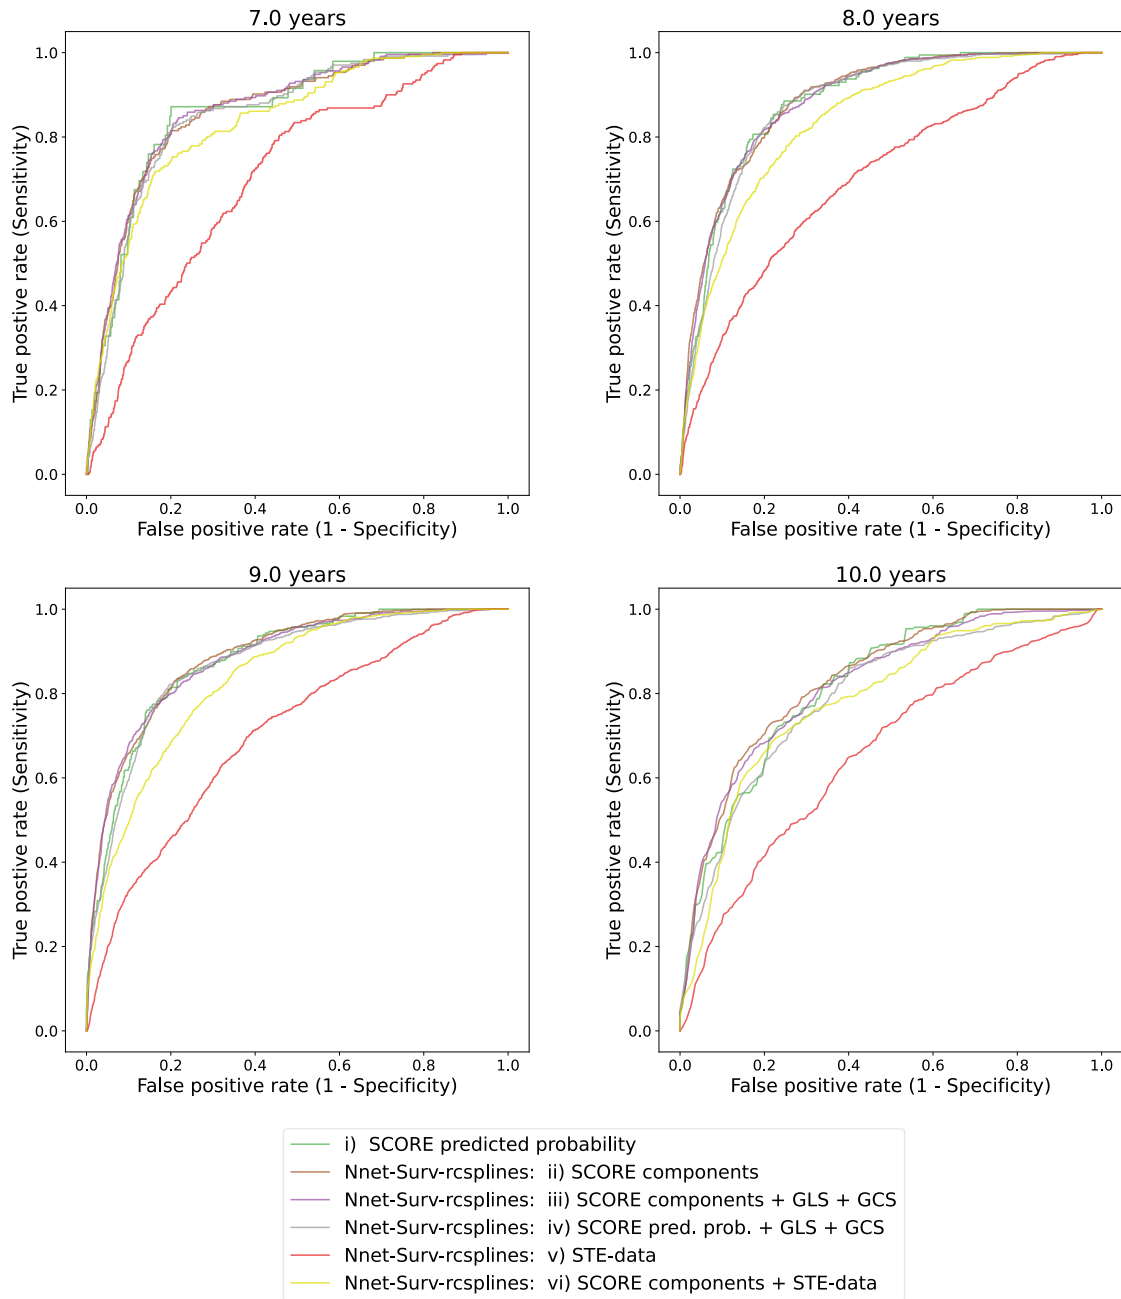 7.0 years
1.0
0.8
0.6
0.4
0.2
0.0
True postive rate (Sensitivity)
0.0 0.2 0.4 0.6 0.8 1.0
False positive rate (1 - Specificity)
8.0 years
1.0
0.8
0.6
0.4
0.2
0.0
True postive rate (Sensitivity)
0.0 0.2 0.4 0.6 0.8 1.0
False positive rate (1 - Specificity)
9.0 years
1.0
0.8
0.6
0.4
0.2
0.0
True postive rate (Sensitivity)
0.0 0.2 0.4 0.6 0.8 1.0
False positive rate (1 - Specificity)
10.0 years
1.0
0.8
0.6
0.4
0.2
0.0
True postive rate (Sensitivity)
0.0 0.2 0.4 0.6 0.8 1.0
False positive rate (1 - Specificity)
i) SCORE predicted probability
Nnet-Surv-rcsplines: ii) SCORE components
Nnet-Surv-rcsplines: iii) SCORE components + GLS + GCS
Nnet-Surv-rcsplines: iv) SCORE pred. prob. + GLS + GCS
Nnet-Surv-rcsplines: v) STE-data
Nnet-Surv-rcsplines: vi) SCORE components + STE-data